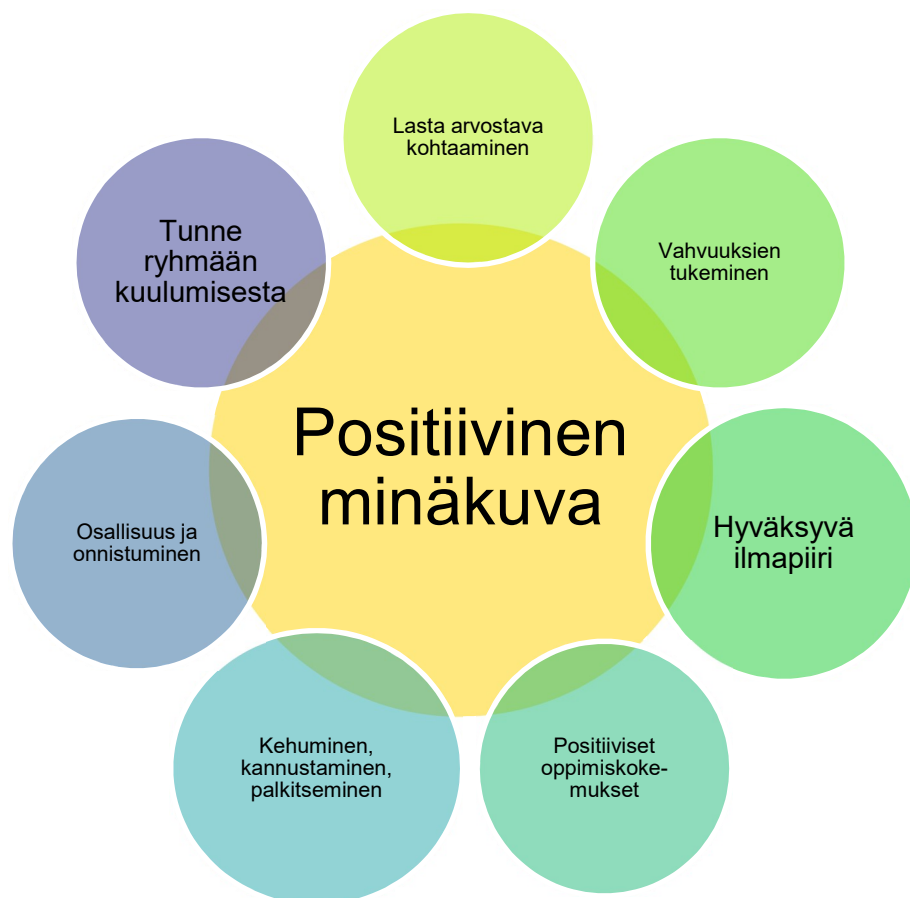 Lasta arvostava
kohtaaminen
Tunne
ryhmään
kuulumisesta
Vahvuuksien
tukeminen
Positiivinen
minäkuva
Osallisuus ja
onnistuminen
Hyväksyvä
ilmapiiri
Kehuminen,
kannustaminen,
palkitseminen
Positiiviset
oppimiskoke-
mukset